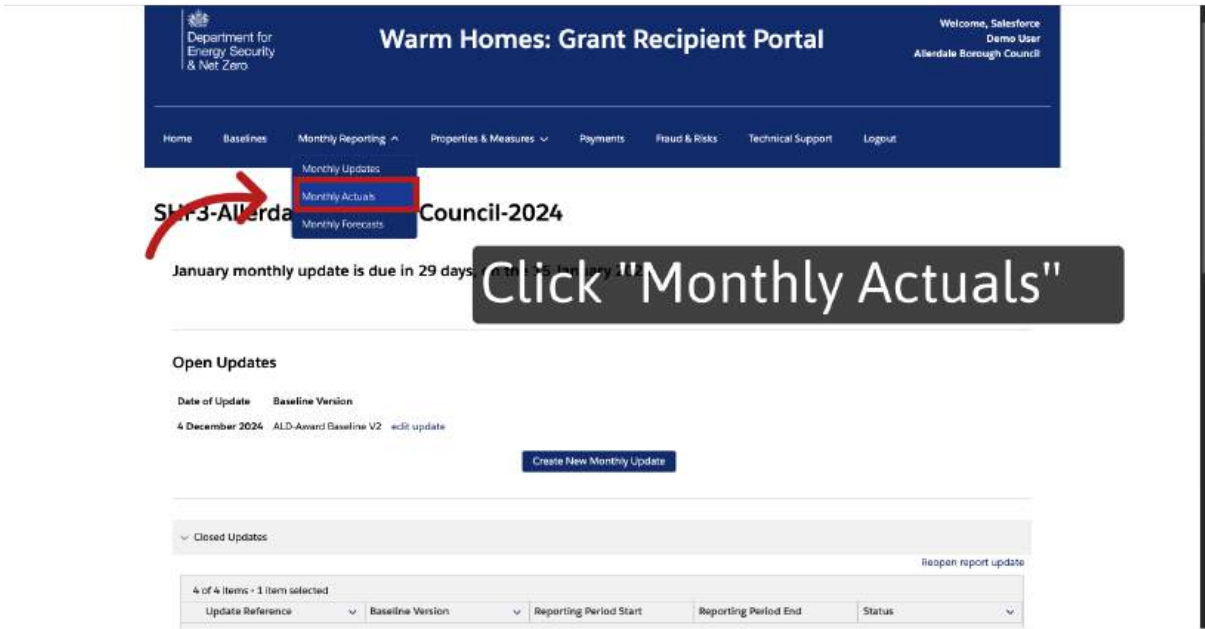 Department for
Energy Security
& Net Zero
Warm Homes: Grant Recipient Portal
Welcome, Salesforce
Demo User
Allerdale Borough Council
Home Baselines Monthly Reporting Properties & Measures Payments Fraud & Risks Technical Support Logout
Monthly Updates
Monthly Actuals
Monthly Forecasts
SHF3-Allerda Council-2024
January monthly update is due in 29 days,
Click "Monthly Actuals"
Open Updates
Date of Update Baseline Version
4 December 2024 ALD-Award Baseline V2 edit update
Create New Monthly Update
Closed Updates
Reopen report update
4 of 4 items • 1 item selected
Update Reference Baseline Version Reporting Period Start Reporting Period End Status